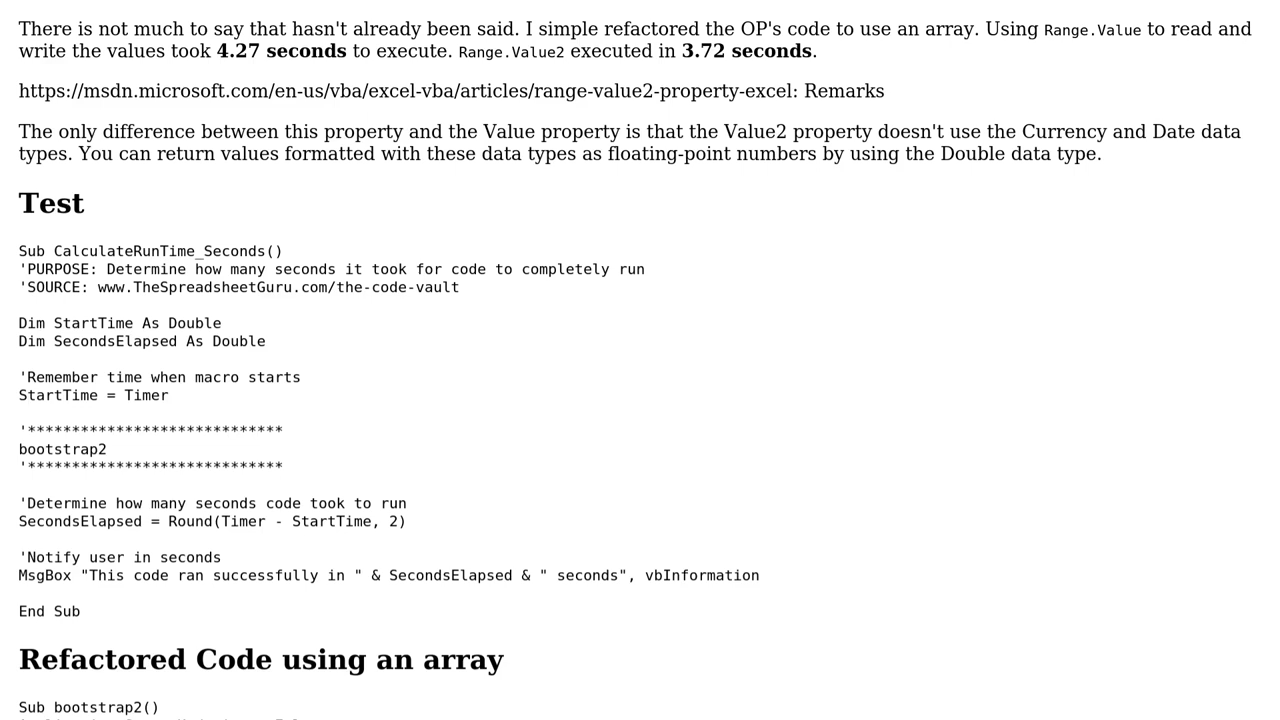 There is not much to say that hasn't already been said. I simple refactored the OP's code to use an array. Using Range.Value to read and
write the values took 4.27 seconds to execute. Range.Value2 executed in 3.72 seconds.
https://msdn.microsoft.com/en-us/vba/excel-vba/articles/range-value2-property-excel: Remarks
The only difference between this property and the Value property is that the Value2 property doesn't use the Currency and Date data
types. You can return values formatted with these data types as floating-point numbers by using the Double data type.
Test
Sub CalculateRunTime_Seconds()
'PURPOSE: Determine how many seconds it took for code to completely run
'SOURCE: www.TheSpreadsheetGuru.com/the-code-vault
Dim StartTime As Double
Dim SecondsElapsed As Double
'Remember time when macro starts
StartTime = Timer
'*****************************
bootstrap2
'*****************************
'Determine how many seconds code took to run
SecondsElapsed = Round(Timer - StartTime, 2)
'Notify user in seconds
MsgBox "This code ran successfully in " & SecondsElapsed & " seconds", vbInformation
End Sub
Refactored Code using an array
Sub bootstrap2()